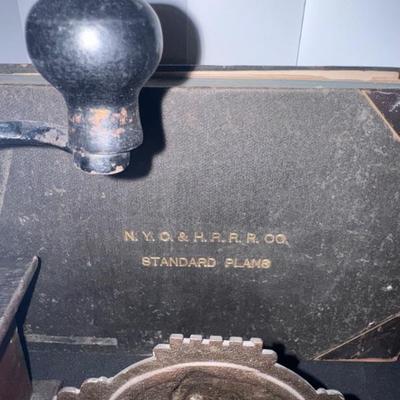 N. Y. C. & H. R. R. R. CO.
STANDARD PLANS